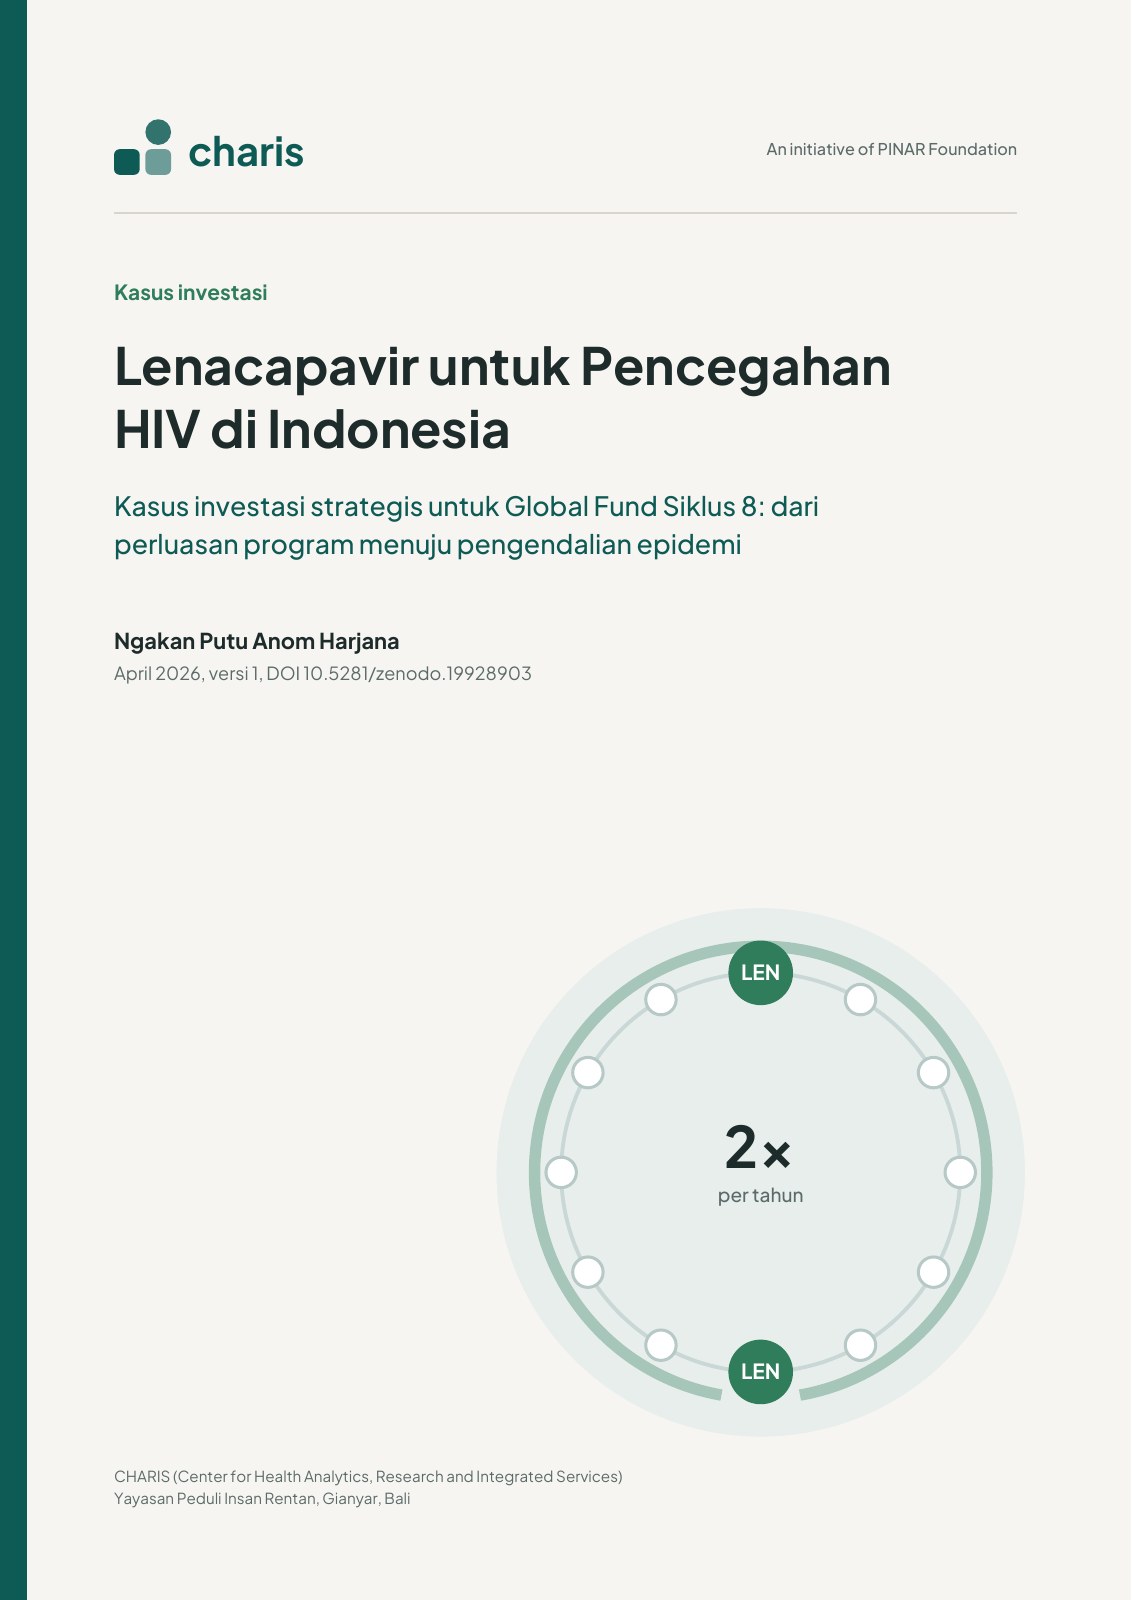 charis
An initiative of PINAR Foundation
Kasus investasi
Lenacapavir untuk Pencegahan
HIV di Indonesia
Kasus investasi strategis untuk Global Fund Siklus 8: dari
perluasan program menuju pengendalian epidemi
Ngakan Putu Anom Harjana
April 2026, versi 1, DOI 10.5281/zenodo.19928903
LEN
2×
per tahun
LEN
CHARIS (Center for Health Analytics, Research and Integrated Services)
Yayasan Peduli Insan Rentan, Gianyar, Bali